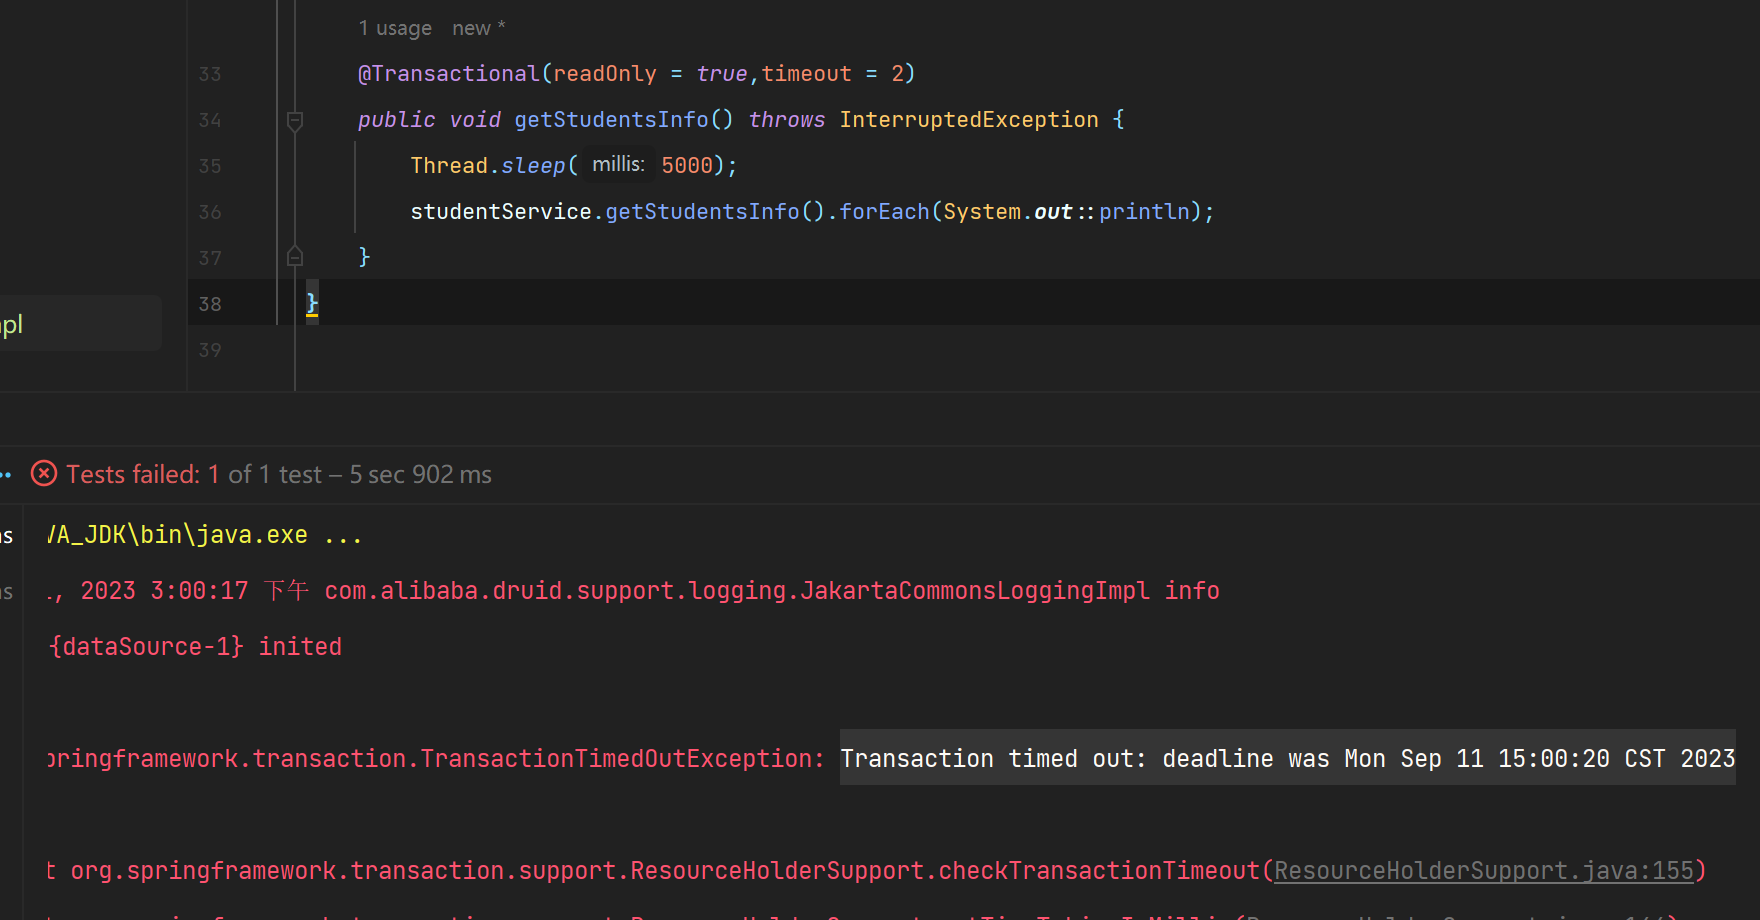 1 usage new *
33 @Transactional(readOnly = true,timeout = 2)
34 public void getStudentsInfo() throws InterruptedException {
35 Thread.sleep( millis: 5000);
36 studentService.getStudentsInfo().forEach(System.out::println);
37 }
38 }
39
pl
Tests failed: 1 of 1 test – 5 sec 902 ms
VA_JDK\bin\java.exe ...
, 2023 3:00:17 下午 com.alibaba.druid.support.logging.JakartaCommonsLoggingImpl info
{dataSource-1} inited
pringframework.transaction.TransactionTimedOutException: Transaction timed out: deadline was Mon Sep 11 15:00:20 CST 2023
t org.springframework.transaction.support.ResourceHolderSupport.checkTransactionTimeout(ResourceHolderSupport.java:155)